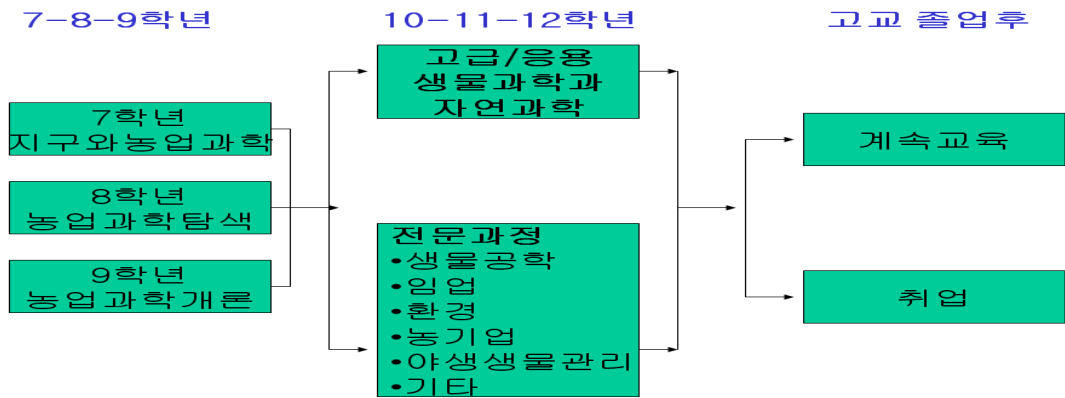 7-8-9학년
10-11-12학년
고교 졸업후
7학년
지구와농업과학
8학년
농업과학탐색
9학년
농업과학개론
고급/응용
생물과학과
자연과학
전문과정
•생물공학
•임업
•환경
•농기업
•야생생물관리
•기타
계속교육
취업